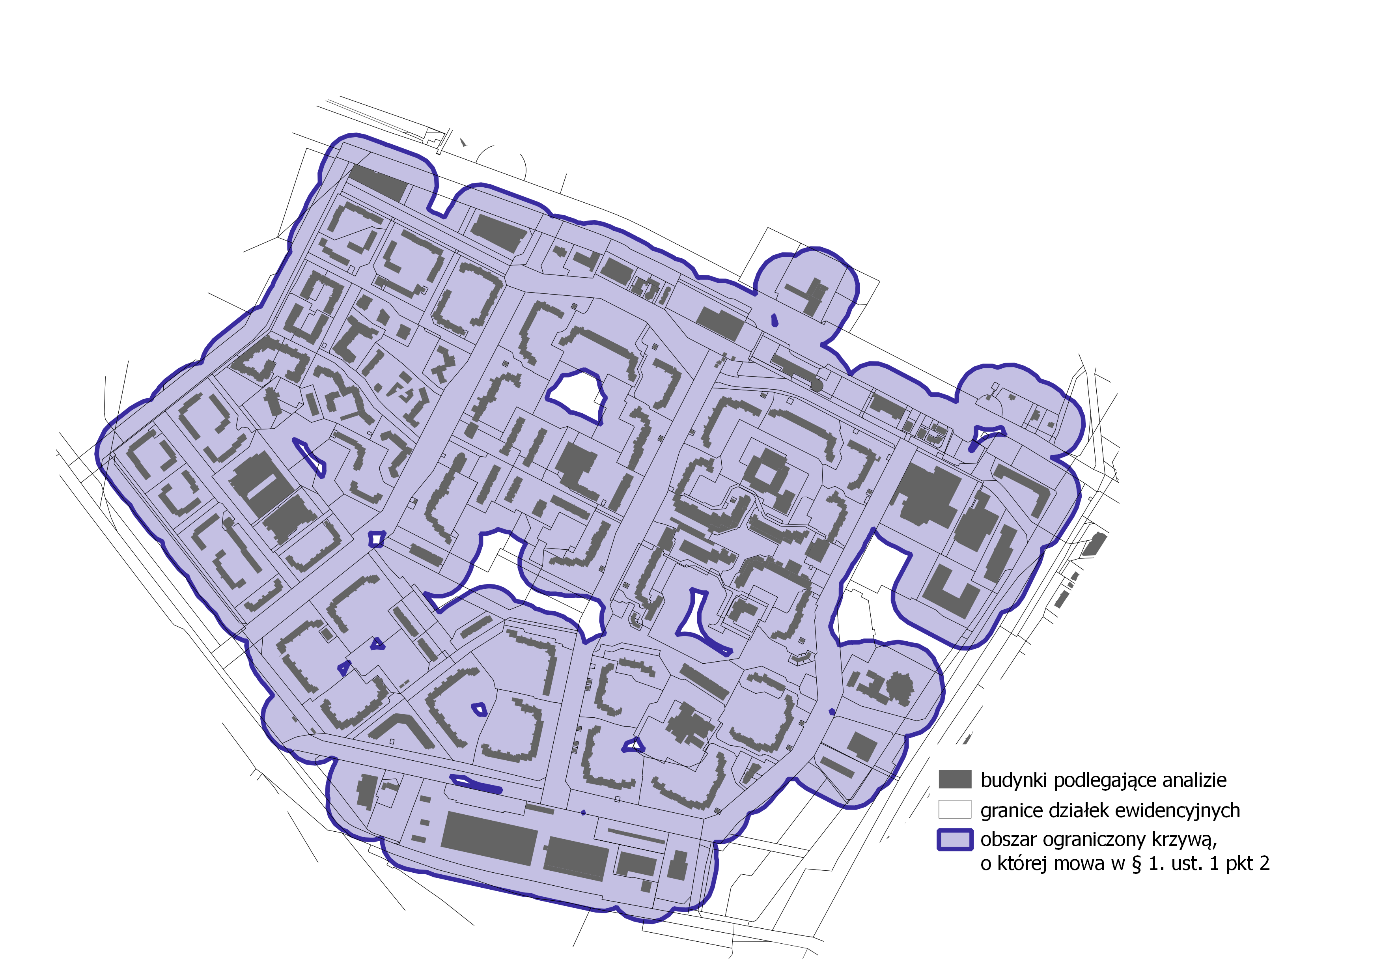 budynki podlegające analizie
granice działek ewidencyjnych
obszar ograniczony krzywą,
o której mowa w § 1. ust. 1 pkt 2